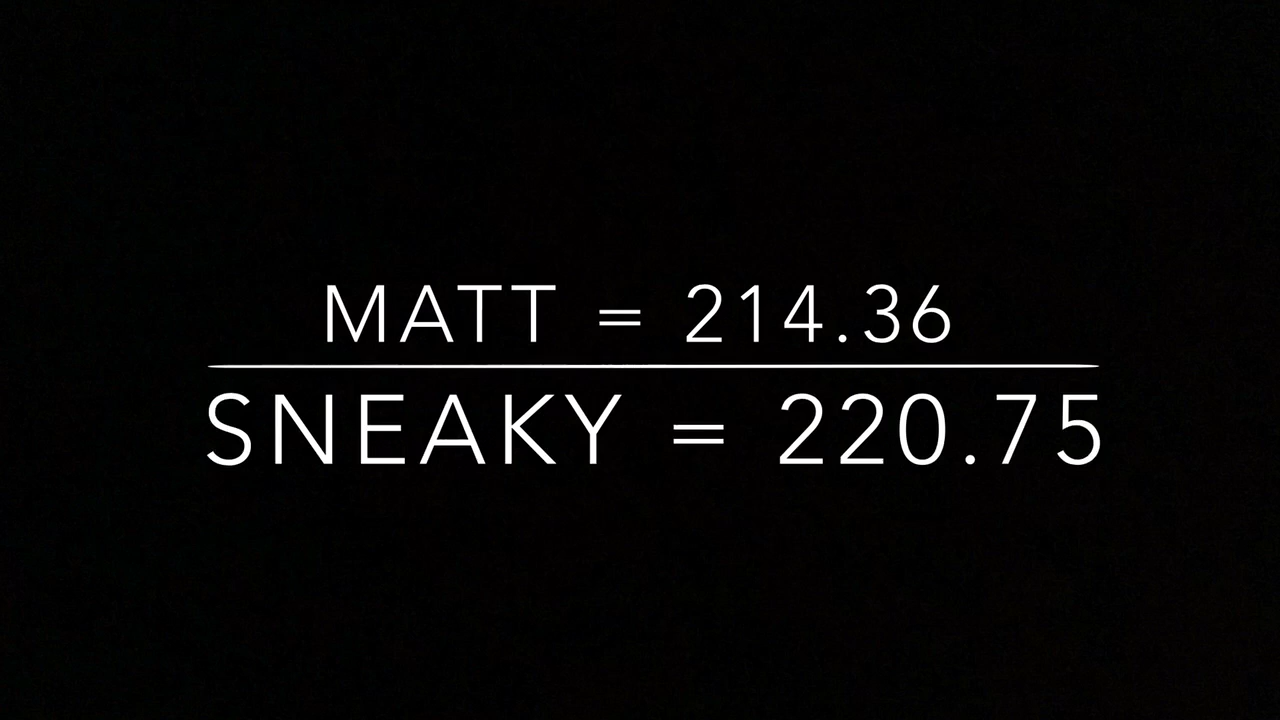 MATT = 214.36
SNEAKY = 220.75